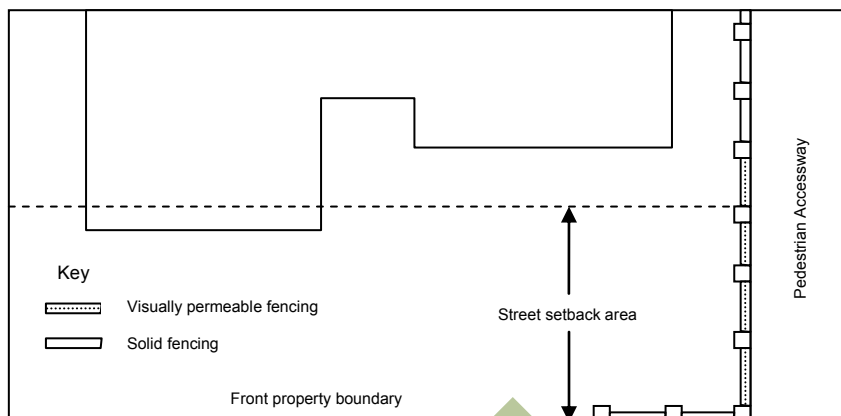 Key
Visually permeable fencing
Solid fencing
Street setback area
Front property boundary
Pedestrian Accessway